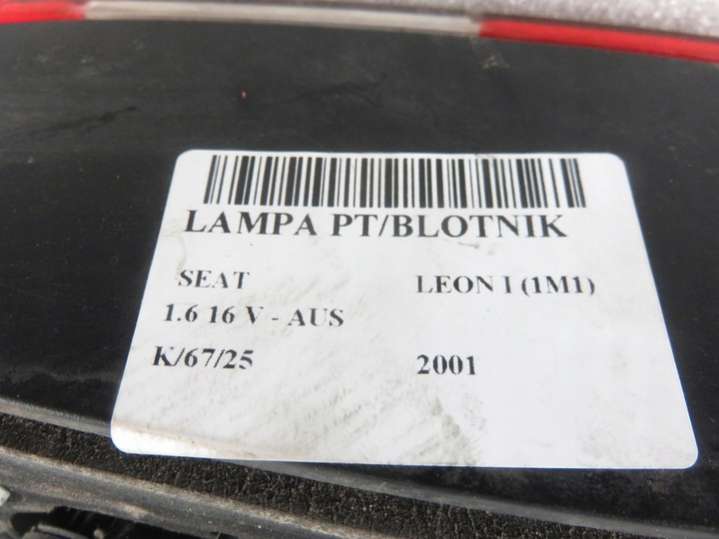 LAMPA PT/BLOTNIK
SEAT LEON I (1M1)
1.6 16 V - AUS
K/67/25 2001